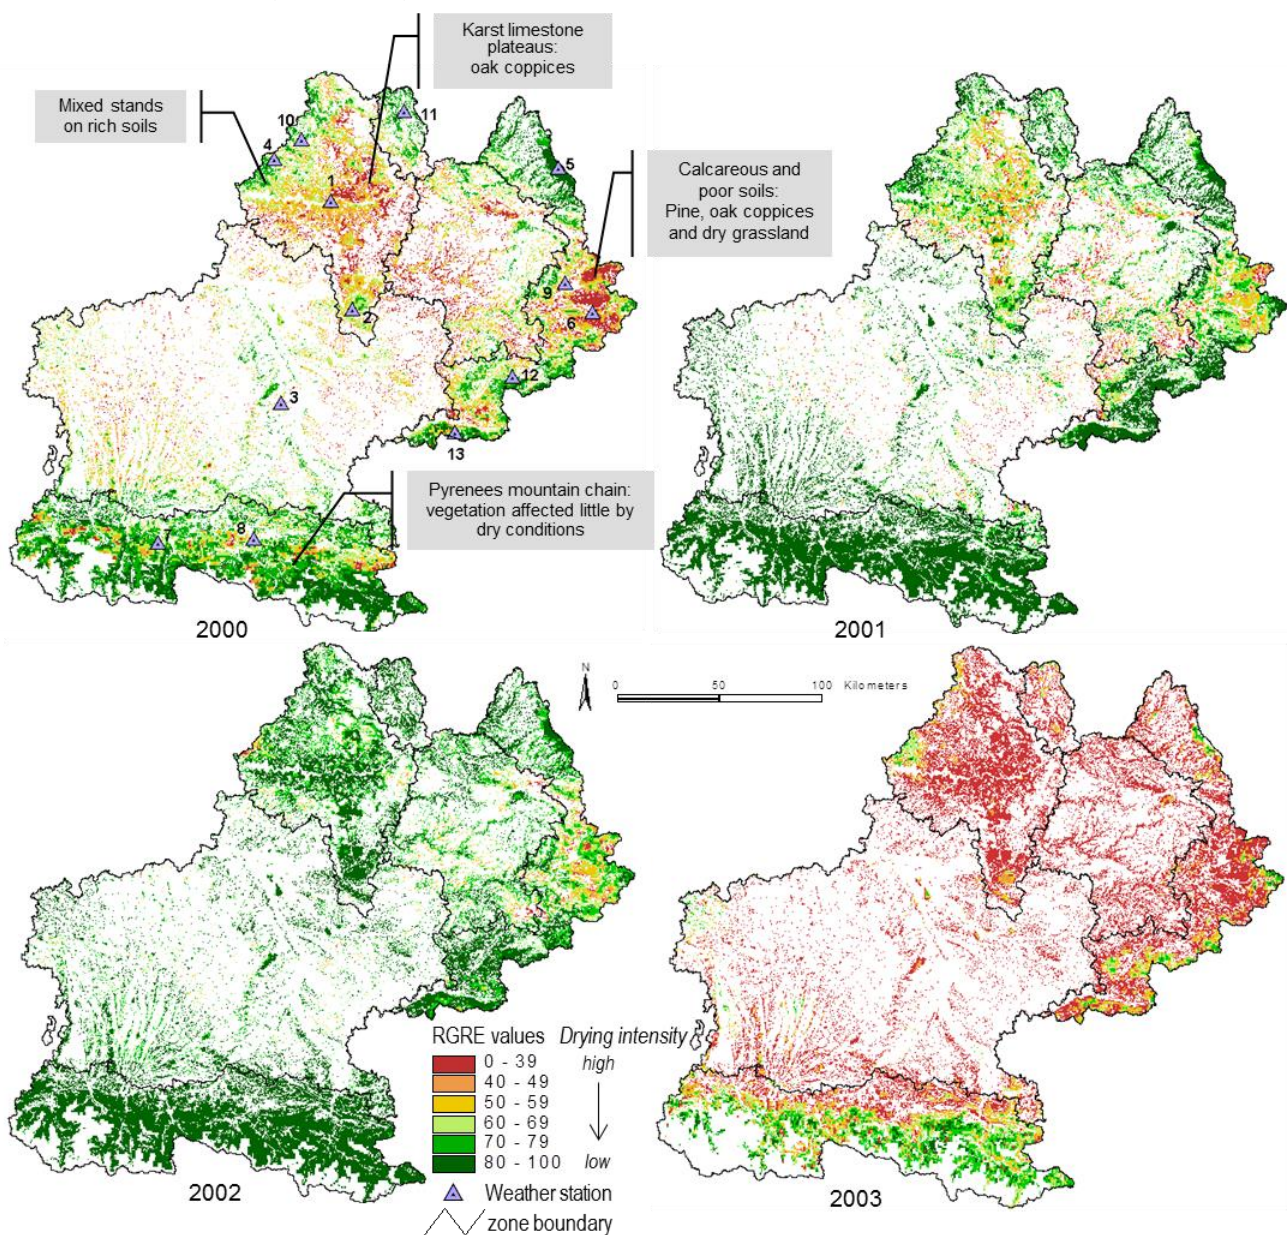 Karst limestone
plateaus:
oak coppices
Mixed stands
on rich soils
10
11
4
5
1
Calcareous and
poor soils:
Pine, oak coppices
and dry grassland
9
6
2
12
3
13
Pyrenees mountain chain:
vegetation affected little by
dry conditions
8
2000
2001
N
0 50 100 Kilometers
RGRE values Drying intensity
0 - 39 high
40 - 49
50 - 59
60 - 69
70 - 79
80 - 100 low
Weather station
zone boundary
2002
2003